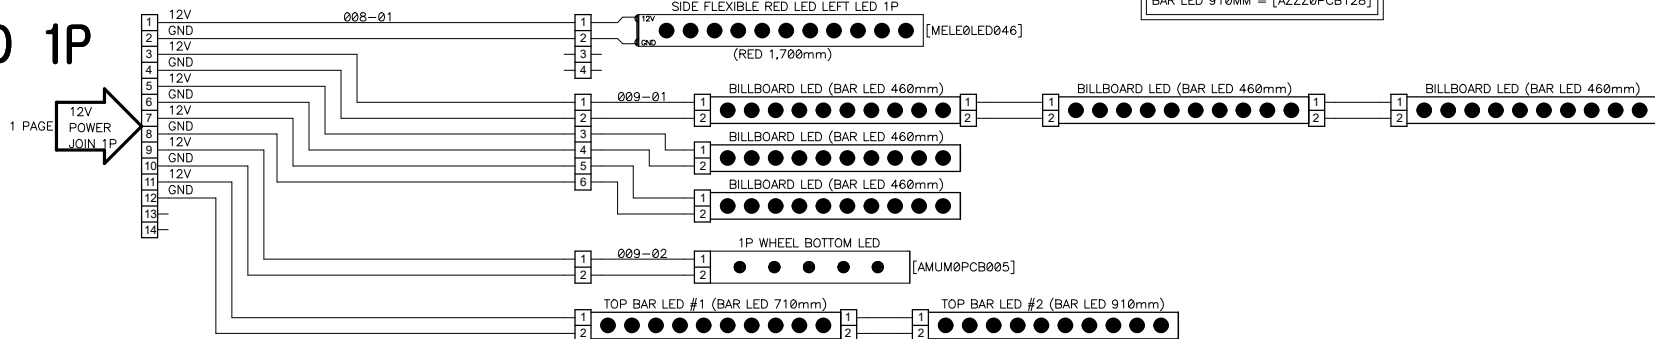 BAR LED 910MM = [AZZZ0PCB128]
1P
1 PAGE
12V
POWER
JOIN 1P
1 12V
2 GND
3 12V
4 GND
5 12V
6 GND
7 12V
8 GND
9 12V
10 GND
11 12V
12 GND
13
14
008-01
1
2
3
4
SIDE FLEXIBLE RED LED LEFT LED 1P
12V
GND
[MELE0LED046]
(RED 1,700mm)
1
2
3
4
5
6
009-01
BILLBOARD LED (BAR LED 460mm)
1
2
1
2
BILLBOARD LED (BAR LED 460mm)
1
2
1
2
BILLBOARD LED (BAR LED 460mm)
1
2
BILLBOARD LED (BAR LED 460mm)
1
2
BILLBOARD LED (BAR LED 460mm)
1
2
1
2
009-02
1P WHEEL BOTTOM LED
1
2
[AMUM0PCB005]
TOP BAR LED #1 (BAR LED 710mm)
1
2
1
2
TOP BAR LED #2 (BAR LED 910mm)
1
2